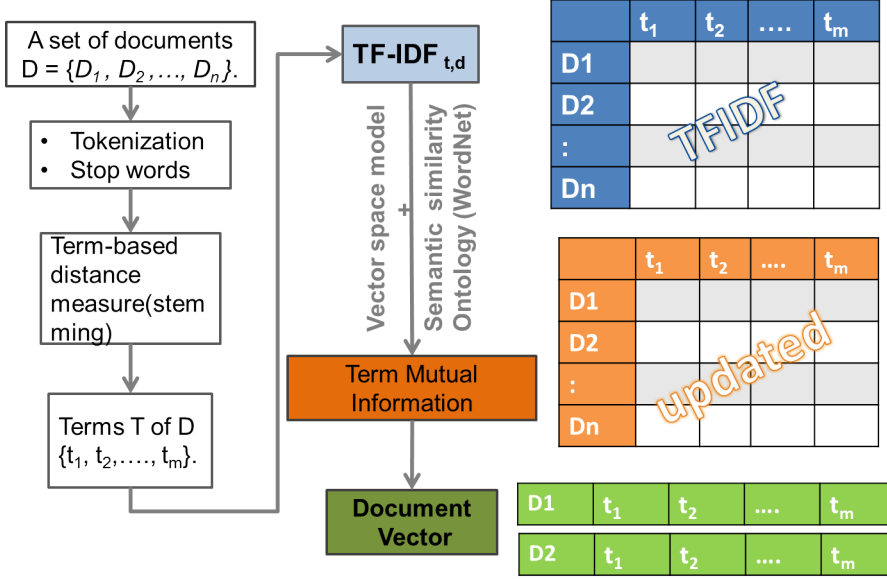 A set of documents
D = {D1, D2,..., Dn}.
• Tokenization
• Stop words
Term-based
distance
measure(stem
ming)
Terms T of D
{t1, t2,...., tm}.
TF-IDF t,d
Vector space model
+
Semantic similarity
Ontology (WordNet)
Term Mutual
Information
Document
Vector
t1 t2 .... tm
D1
D2
:
Dn
TFIDF
t1 t2 .... tm
D1
D2
:
Dn
updated
D1 t1 t2 .... tm
D2 t1 t2 .... tm